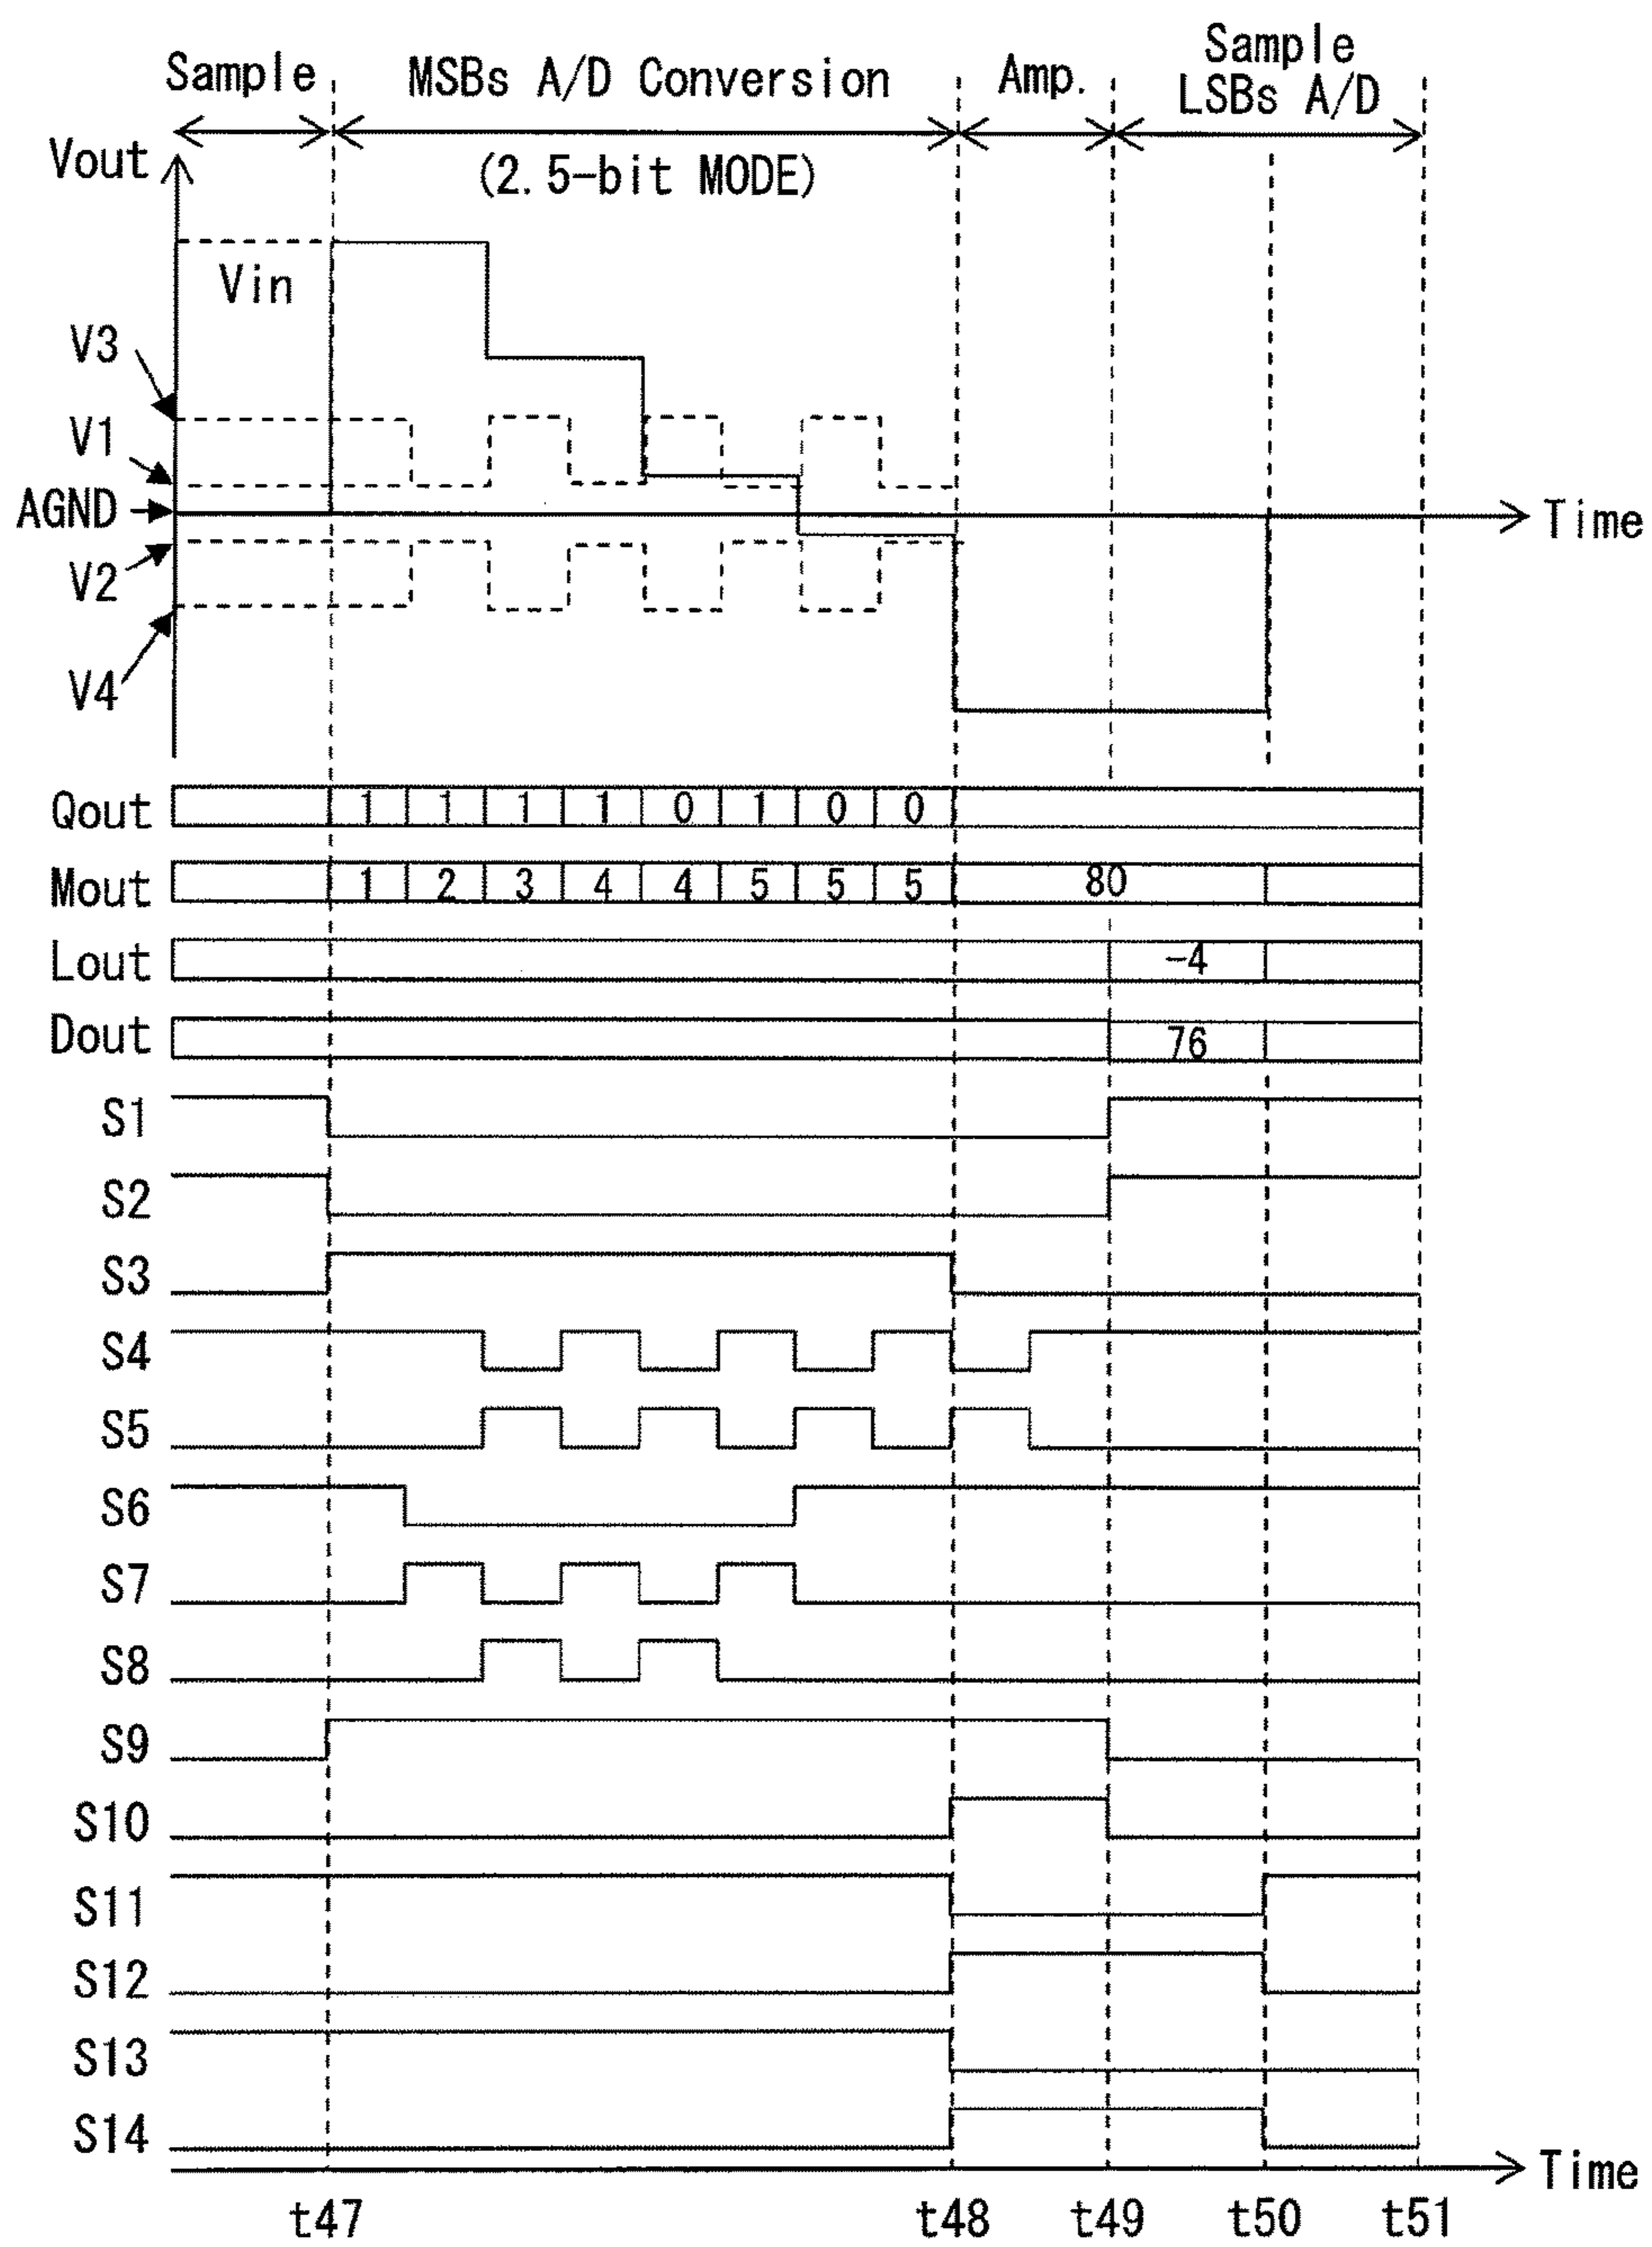 Sample
MSBs A/D Conversion
Amp.
Sample
LSBs A/D
Vout
(2.5-bit MODE)
Vin
V3
V1
AGND
Time
V2
V4
Qout 1 1 1 1 0 1 0 0
Mout 1 2 3 4 4 5 5 5 80
Lout -4
Dout 76
S1
S2
S3
S4
S5
S6
S7
S8
S9
S10
S11
S12
S13
S14
Time
t47 t48 t49 t50 t51